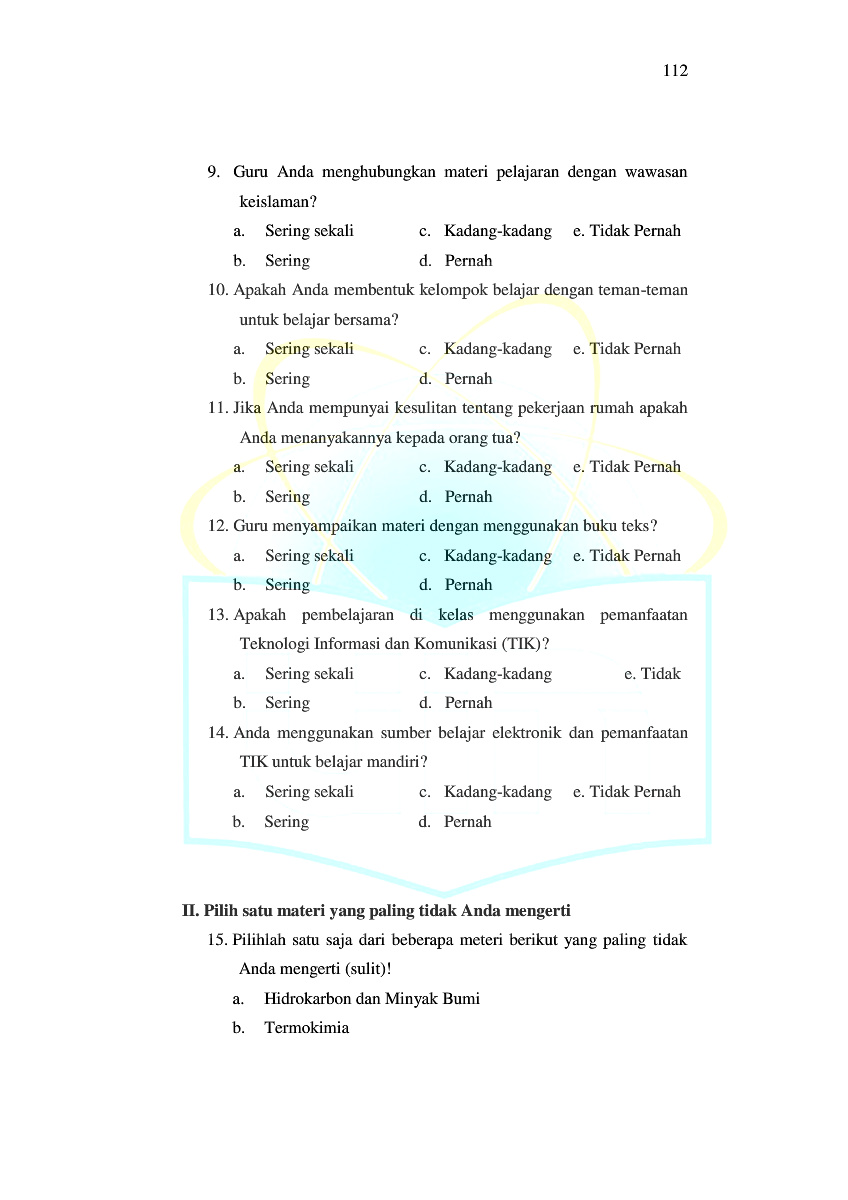 112
9. Guru Anda menghubungkan materi pelajaran dengan wawasan
keislaman?
a. Sering sekali c. Kadang-kadang e. Tidak Pernah
b. Sering d. Pernah
10. Apakah Anda membentuk kelompok belajar dengan teman-teman
untuk belajar bersama?
a. Sering sekali c. Kadang-kadang e. Tidak Pernah
b. Sering d. Pernah
11. Jika Anda mempunyai kesulitan tentang pekerjaan rumah apakah
Anda menanyakannya kepada orang tua?
a. Sering sekali c. Kadang-kadang e. Tidak Pernah
b. Sering d. Pernah
12. Guru menyampaikan materi dengan menggunakan buku teks?
a. Sering sekali c. Kadang-kadang e. Tidak Pernah
b. Sering d. Pernah
13. Apakah pembelajaran di kelas menggunakan pemanfaatan
Teknologi Informasi dan Komunikasi (TIK)?
a. Sering sekali c. Kadang-kadang e. Tidak
b. Sering d. Pernah
14. Anda menggunakan sumber belajar elektronik dan pemanfaatan
TIK untuk belajar mandiri?
a. Sering sekali c. Kadang-kadang e. Tidak Pernah
b. Sering d. Pernah
II. Pilih satu materi yang paling tidak Anda mengerti
15. Pilihlah satu saja dari beberapa meteri berikut yang paling tidak
Anda mengerti (sulit)!
a. Hidrokarbon dan Minyak Bumi
b. Termokimia